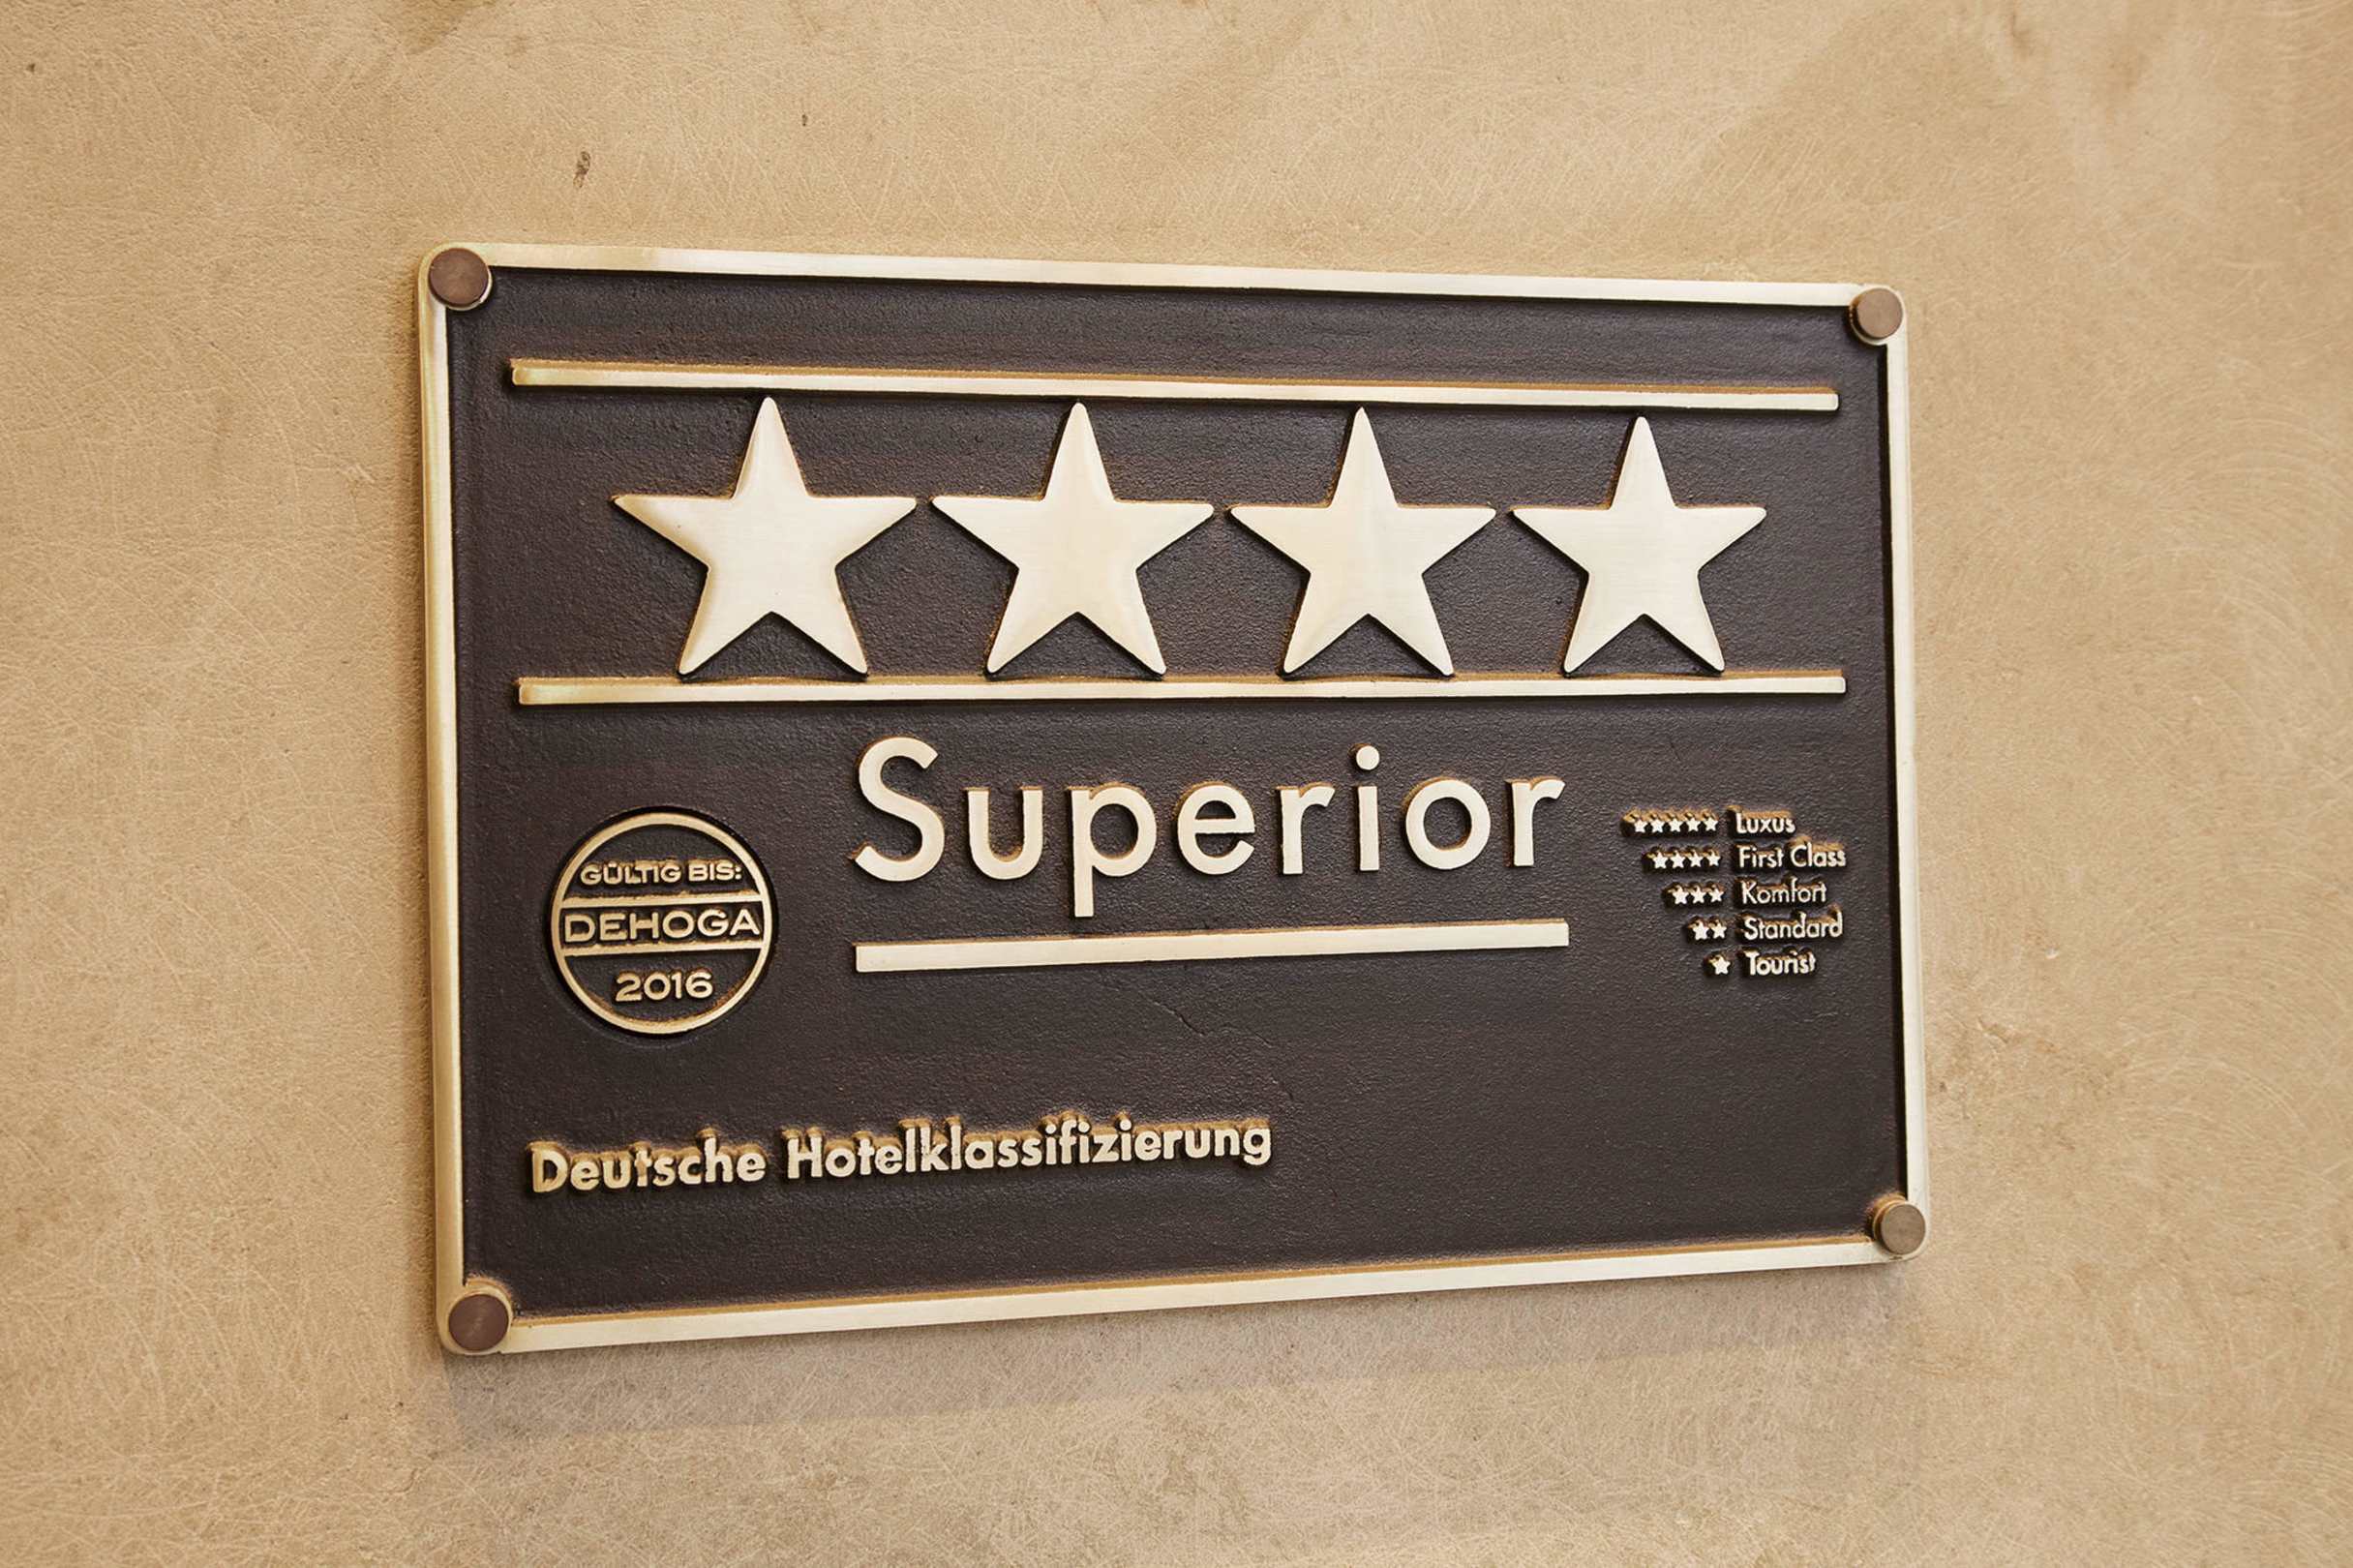 Superior
GÜLTIG BIS:
DEHOGA
2016
Luxus
First Class
Komfort
Standard
Tourist
Deutsche Hotelklassifizierung